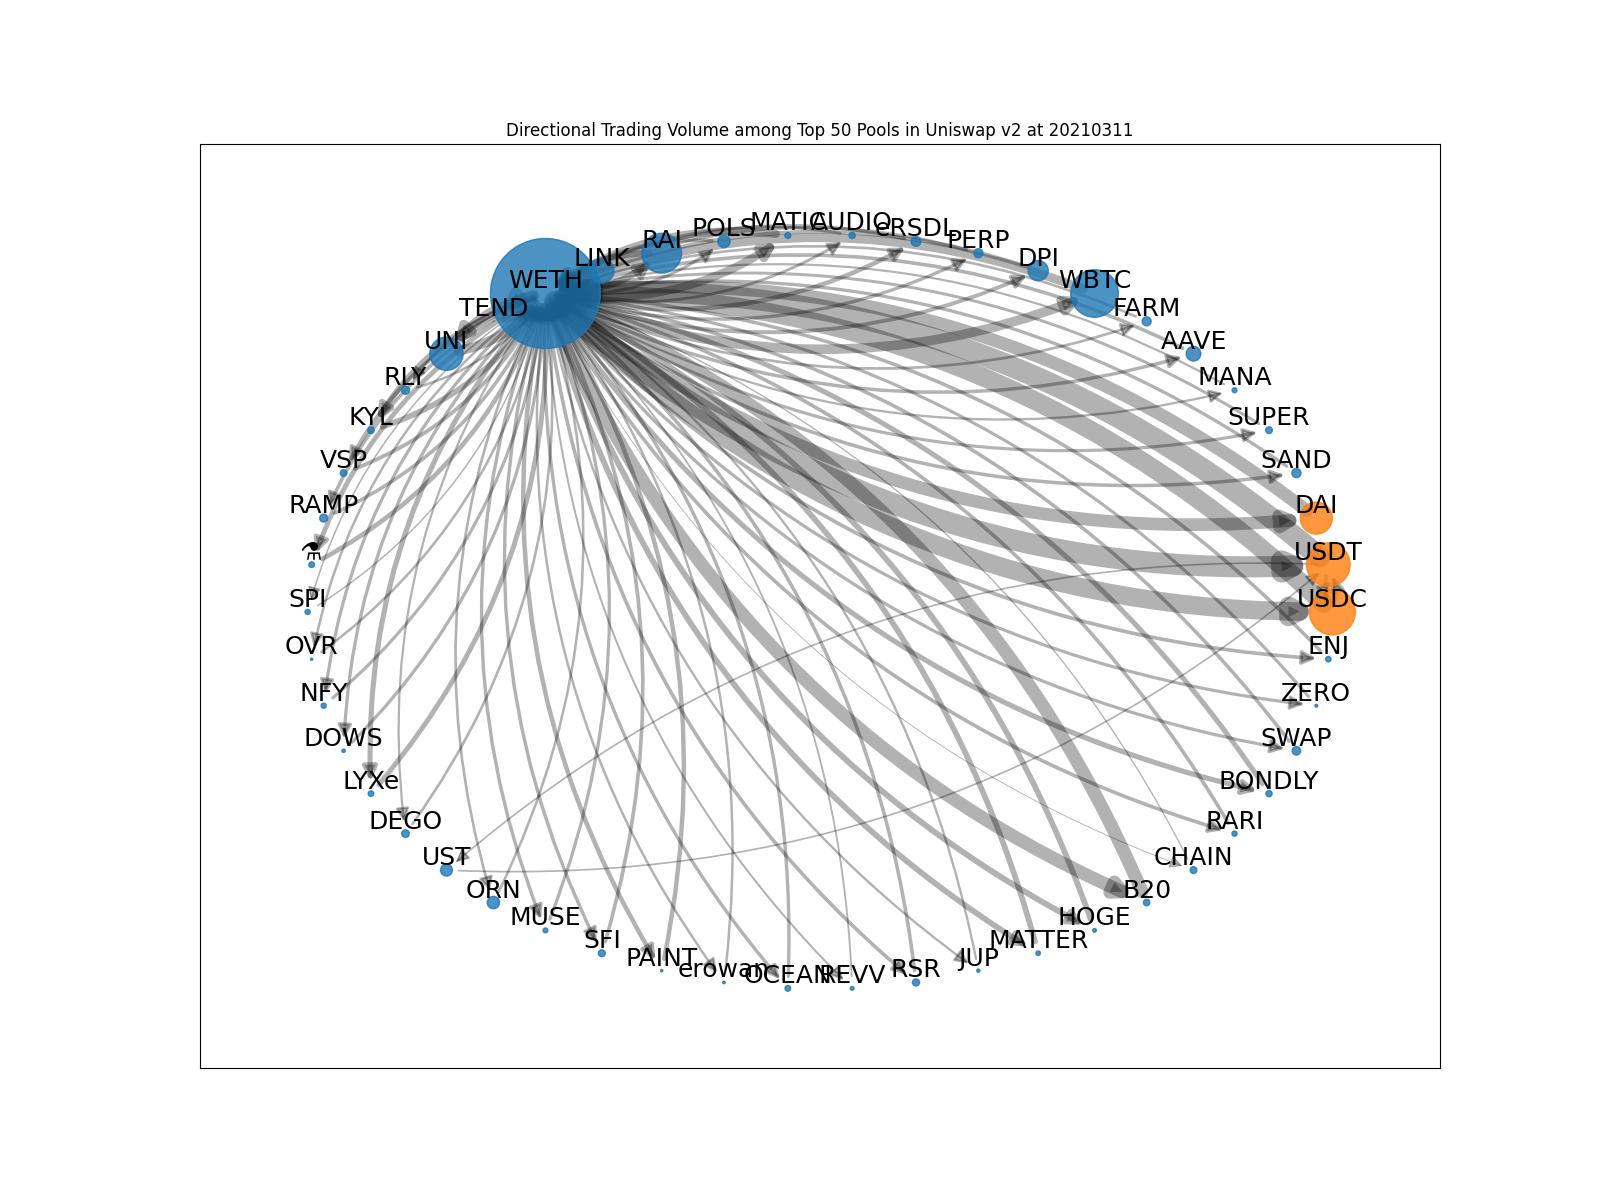 Directional Trading Volume among Top 50 Pools in Uniswap v2 at 20210311
MATIC
AUDIO
POLS
cRSDL
RAI
PERP
LINK
DPI
WETH
WBTC
TEND
FARM
UNI
AAVE
RLY
MANA
KYL
SUPER
VSP
SAND
RAMP
DAI
⚗
USDT
SPI
USDC
OVR
ENJ
NFY
ZERO
DOWS
SWAP
LYXe
BONDLY
DEGO
RARI
UST
CHAIN
ORN
B20
MUSE
HOGE
SFI
MATTER
PAINT
JUP
erowan
RSR
OCEAN
REVV